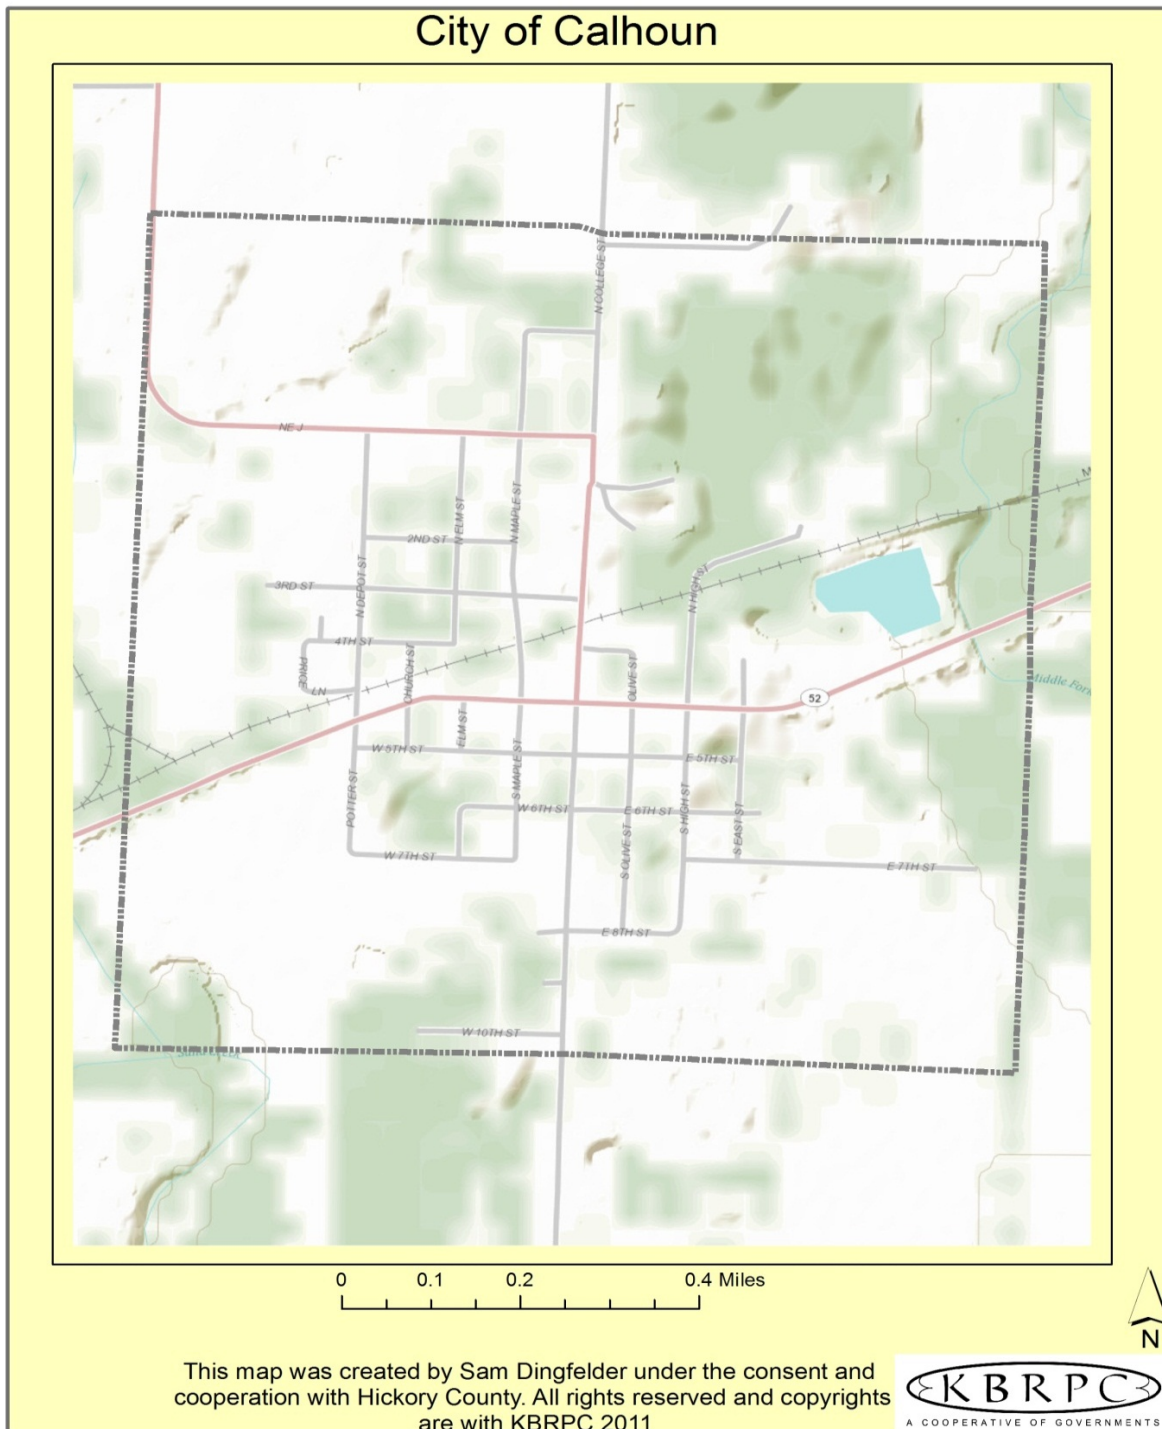 City of Calhoun
N COLLEGE ST
NE J
N MAPLE ST
N ELM ST
2ND ST
N DEPOT ST
3RD ST
N HIGH ST
4TH ST
CHURCH ST
PRICE LN
OLIVE ST
Middle Fork
52
ELM ST
W 5TH ST
E 5TH ST
S MAPLE ST
POTTER ST
W 6TH ST
E 6TH ST
S HIGH ST
S EAST ST
S OLIVE ST
W 7TH ST
E 7TH ST
E 8TH ST
W 10TH ST
M
0 0.1 0.2 0.4 Miles
N
This map was created by Sam Dingfelder under the consent and
cooperation with Hickory County. All rights reserved and copyrights
are with KBRPC 2011
KBRPC
A COOPERATIVE OF GOVERNMENTS